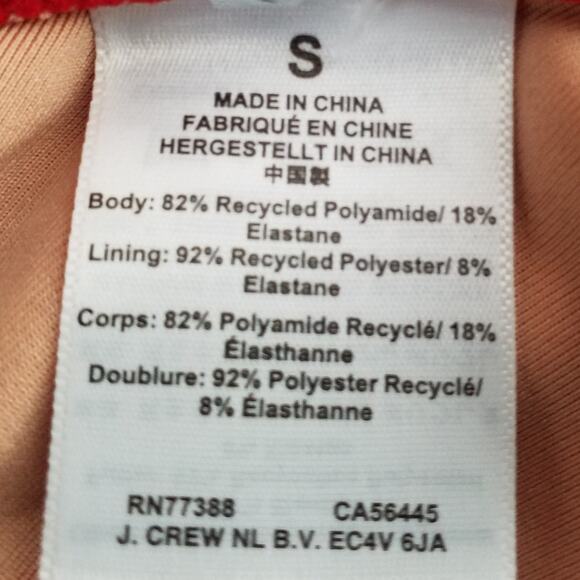 S
MADE IN CHINA
FABRIQUÉ EN CHINE
HERGESTELLT IN CHINA
中国製
Body: 82% Recycled Polyamide/ 18%
Elastane
Lining: 92% Recycled Polyester/ 8%
Elastane
Corps: 82% Polyamide Recyclé/ 18%
Élasthanne
Doublure: 92% Polyester Recyclé/
8% Élasthanne
RN77388 CA56445
J. CREW NL B.V. EC4V 6JA